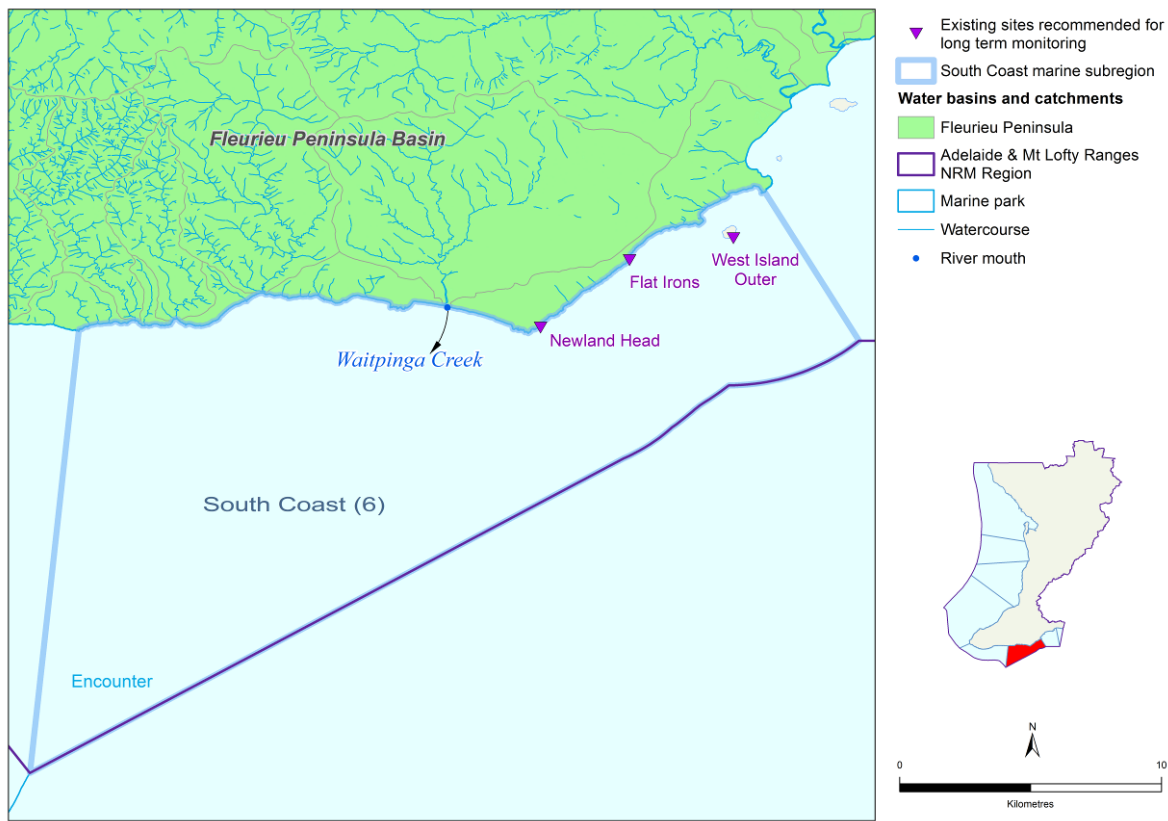 Fleurieu Peninsula Basin
West Island
Outer
Flat Irons
Newland Head
Waitpinga Creek
South Coast (6)
Encounter
Existing sites recommended for
long term monitoring
South Coast marine subregion
Water basins and catchments
Fleurieu Peninsula
Adelaide & Mt Lofty Ranges
NRM Region
Marine park
Watercourse
River mouth
N
0 10
Kilometres